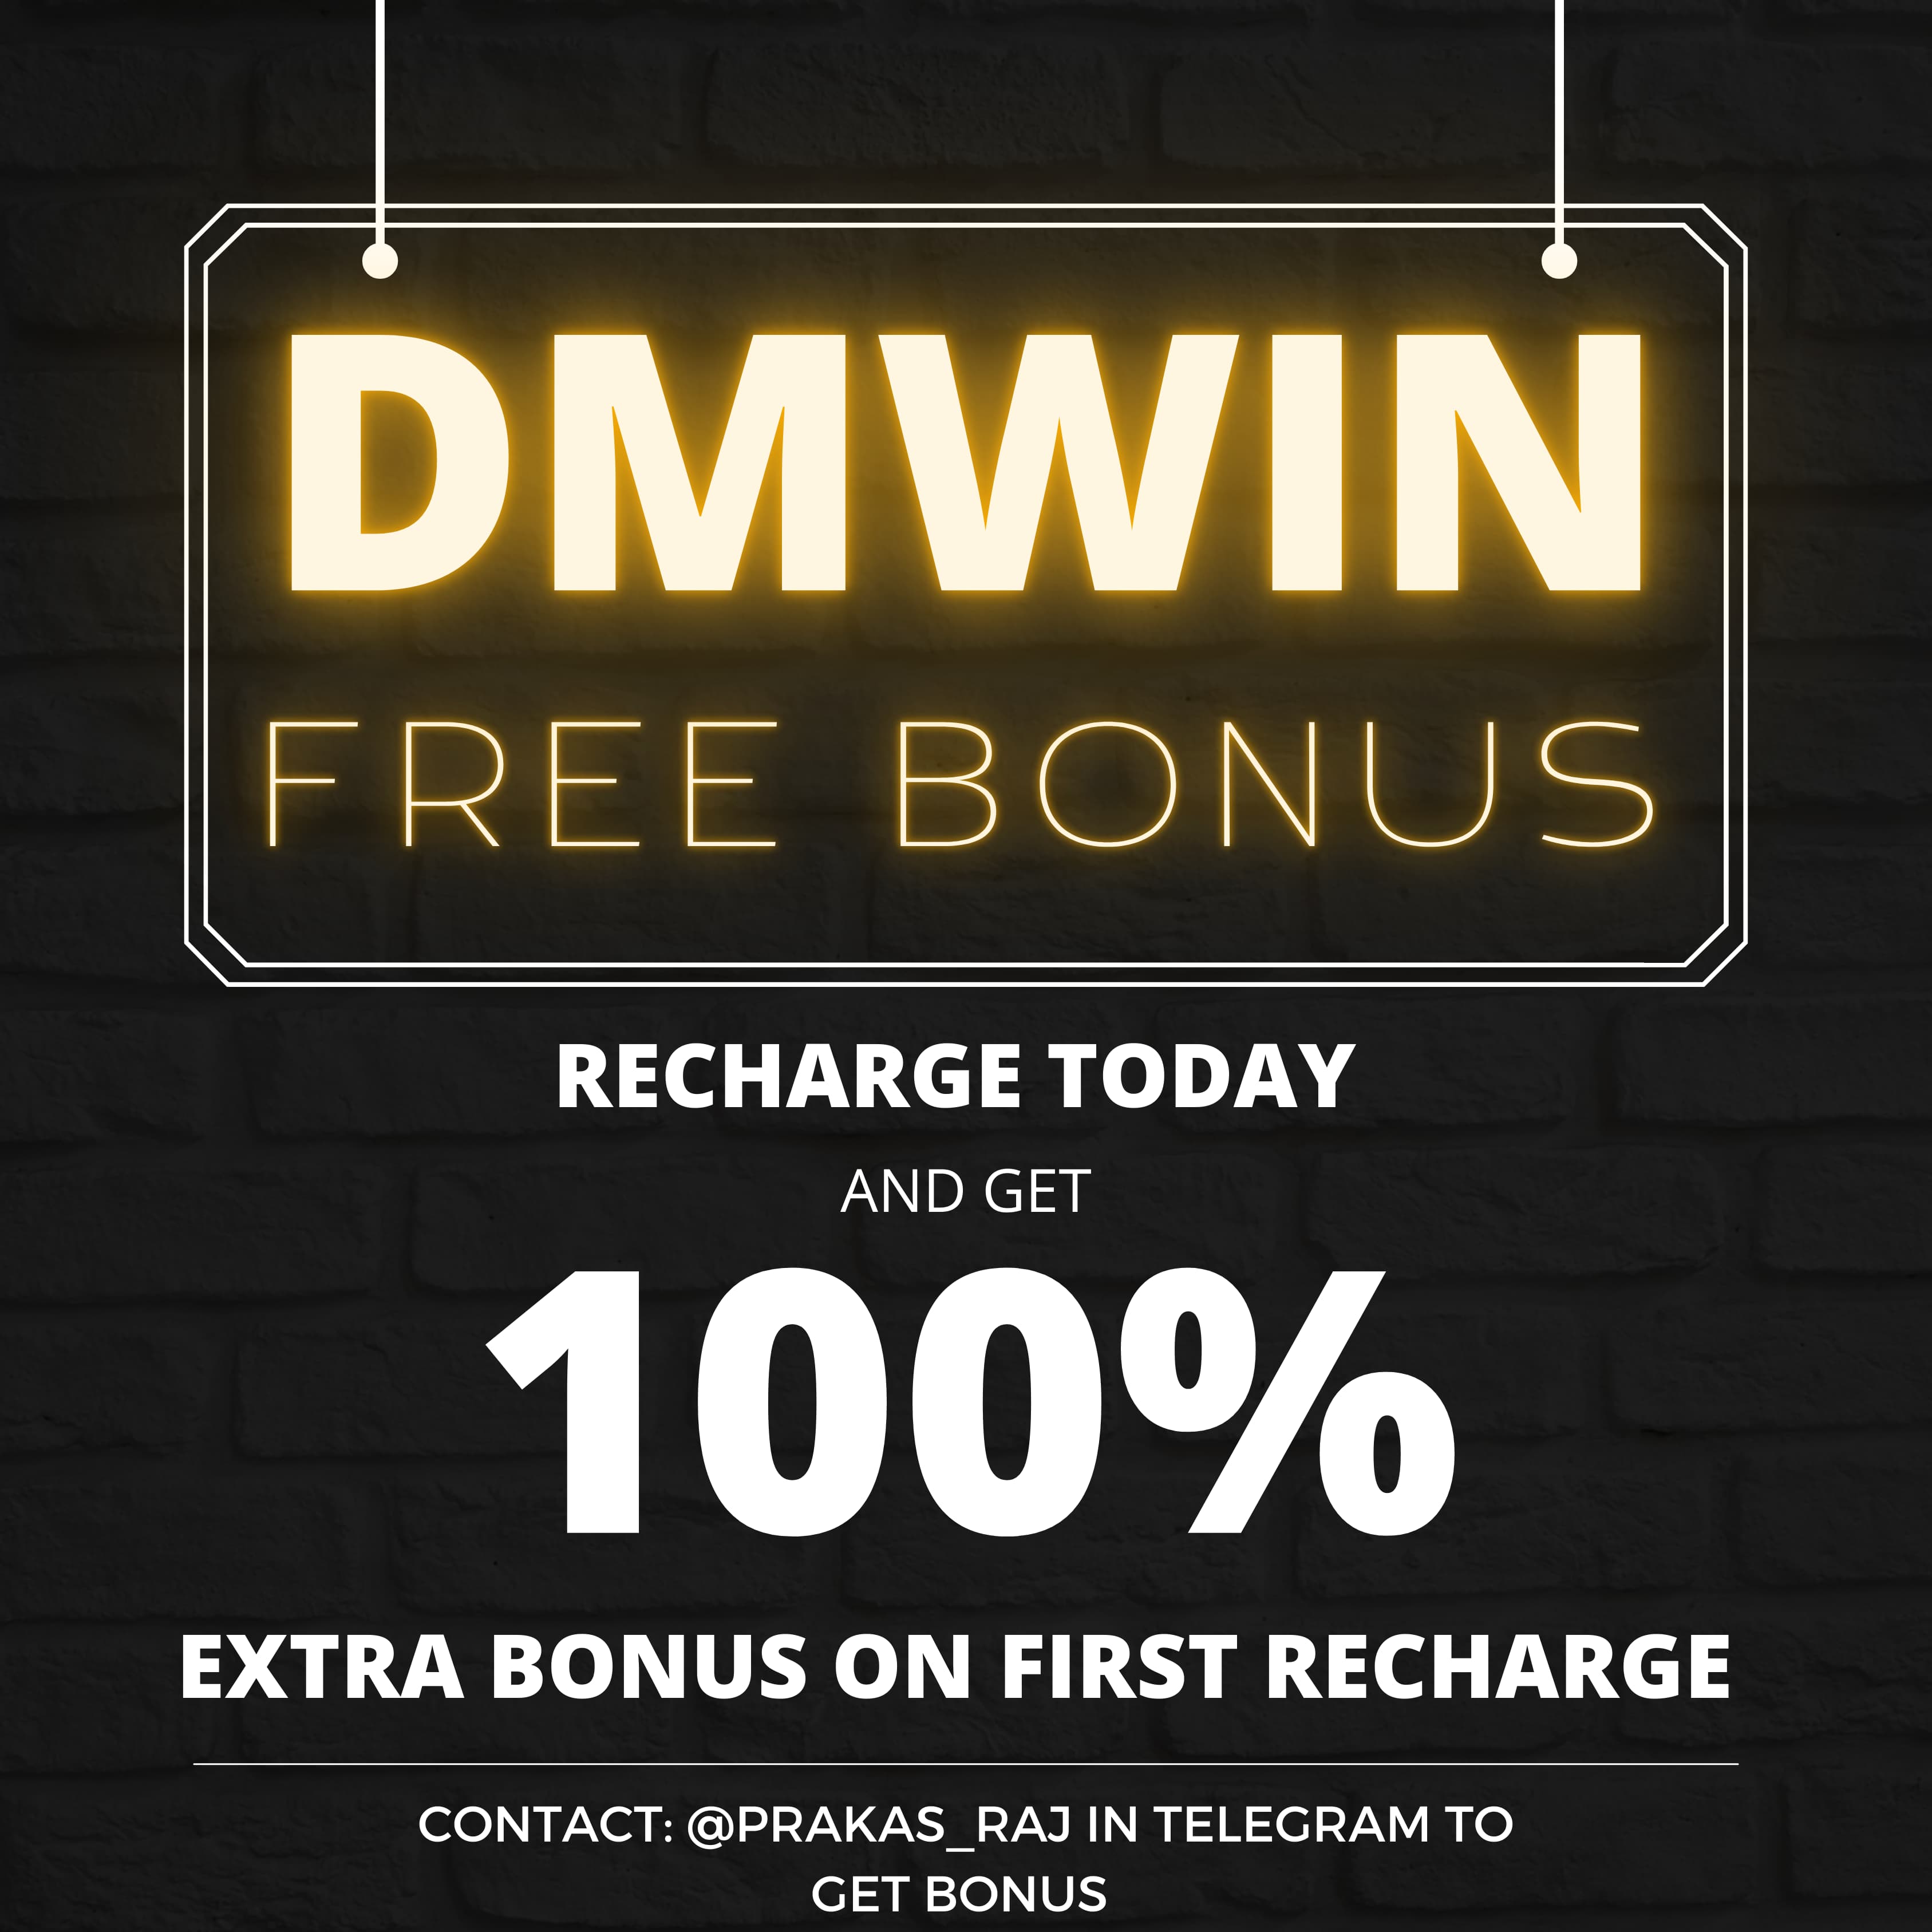 DMWIN
FREE BONUS
RECHARGE TODAY
AND GET
100%
EXTRA BONUS ON FIRST RECHARGE
CONTACT: @PRAKAS_RAJ IN TELEGRAM TO
GET BONUS